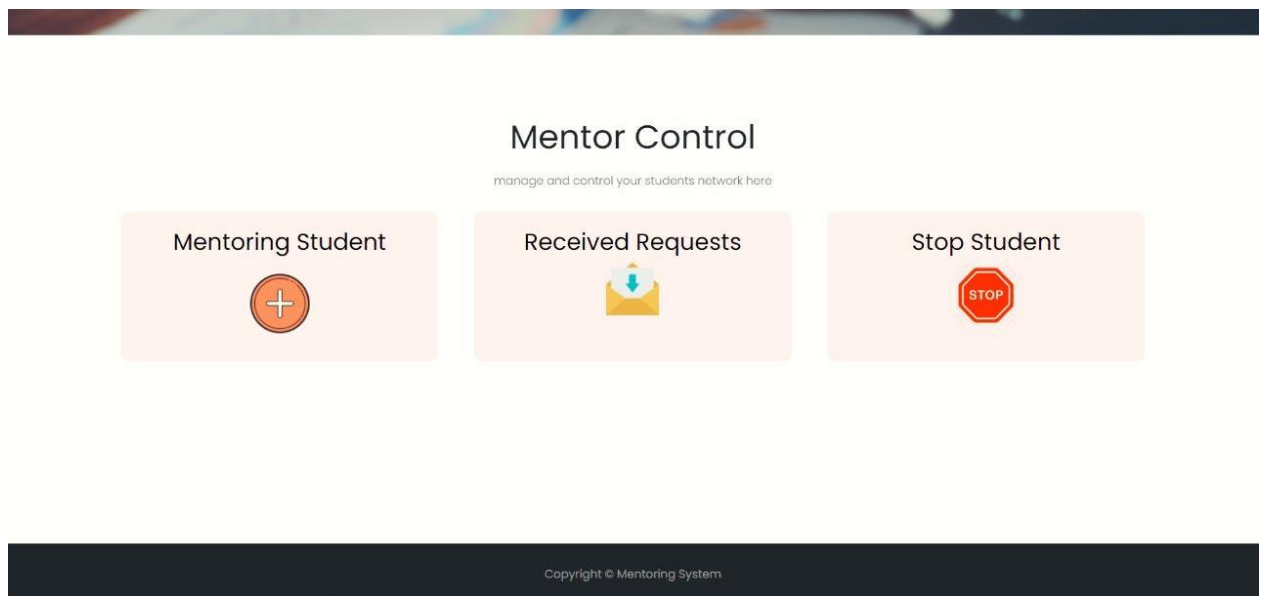 Mentor Control
manage and control your students network here
Mentoring Student
Received Requests
Stop Student
STOP
Copyright © Mentoring System